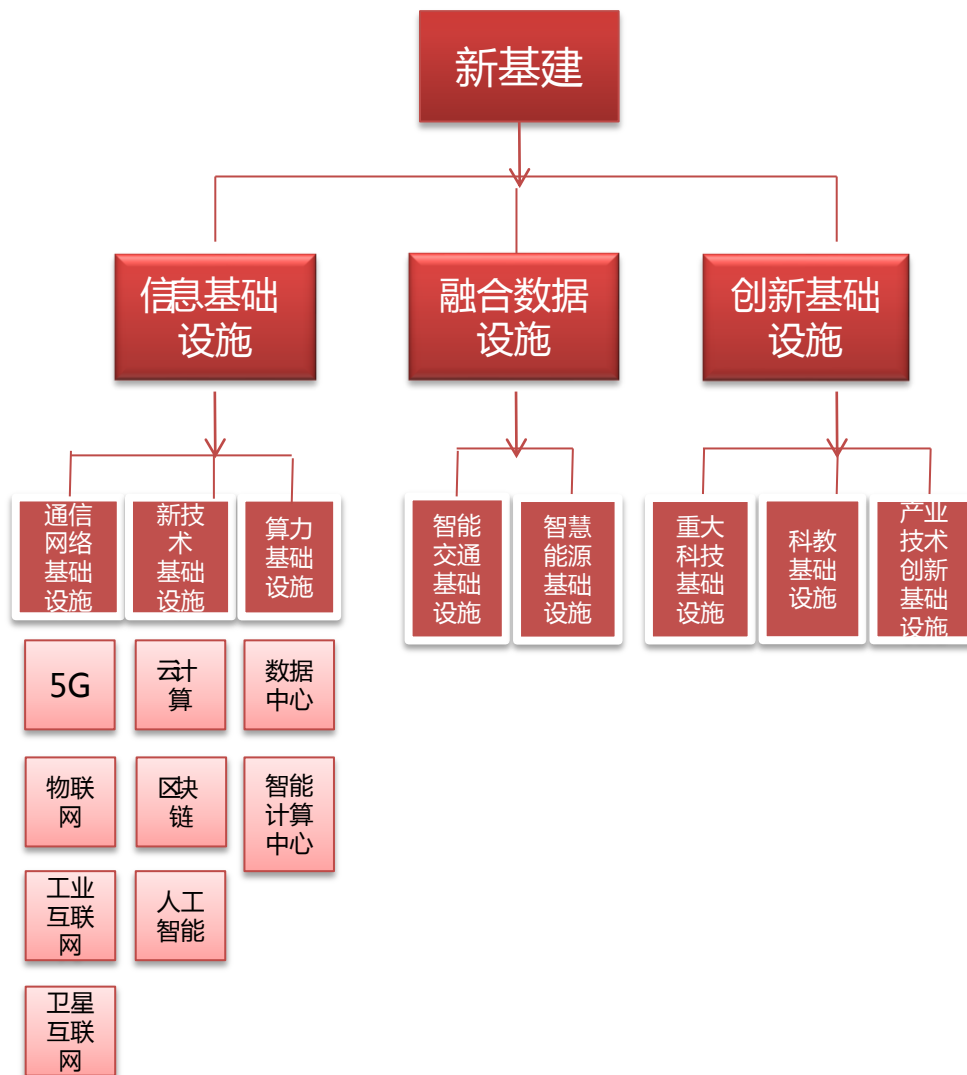 新基建
信息基础
设施
融合数据
设施
创新基础
设施
通信
网络
基础
设施
新技
术
基础
设施
算力
基础
设施
智能
交通
基础
设施
智慧
能源
基础
设施
重大
科技
基础
设施
科教
基础
设施
产业
技术
创新
基础
设施
5G
云计
算
数据
中心
物联
网
区块
链
智能
计算
中心
工业
互联
网
人工
智能
卫星
互联
网